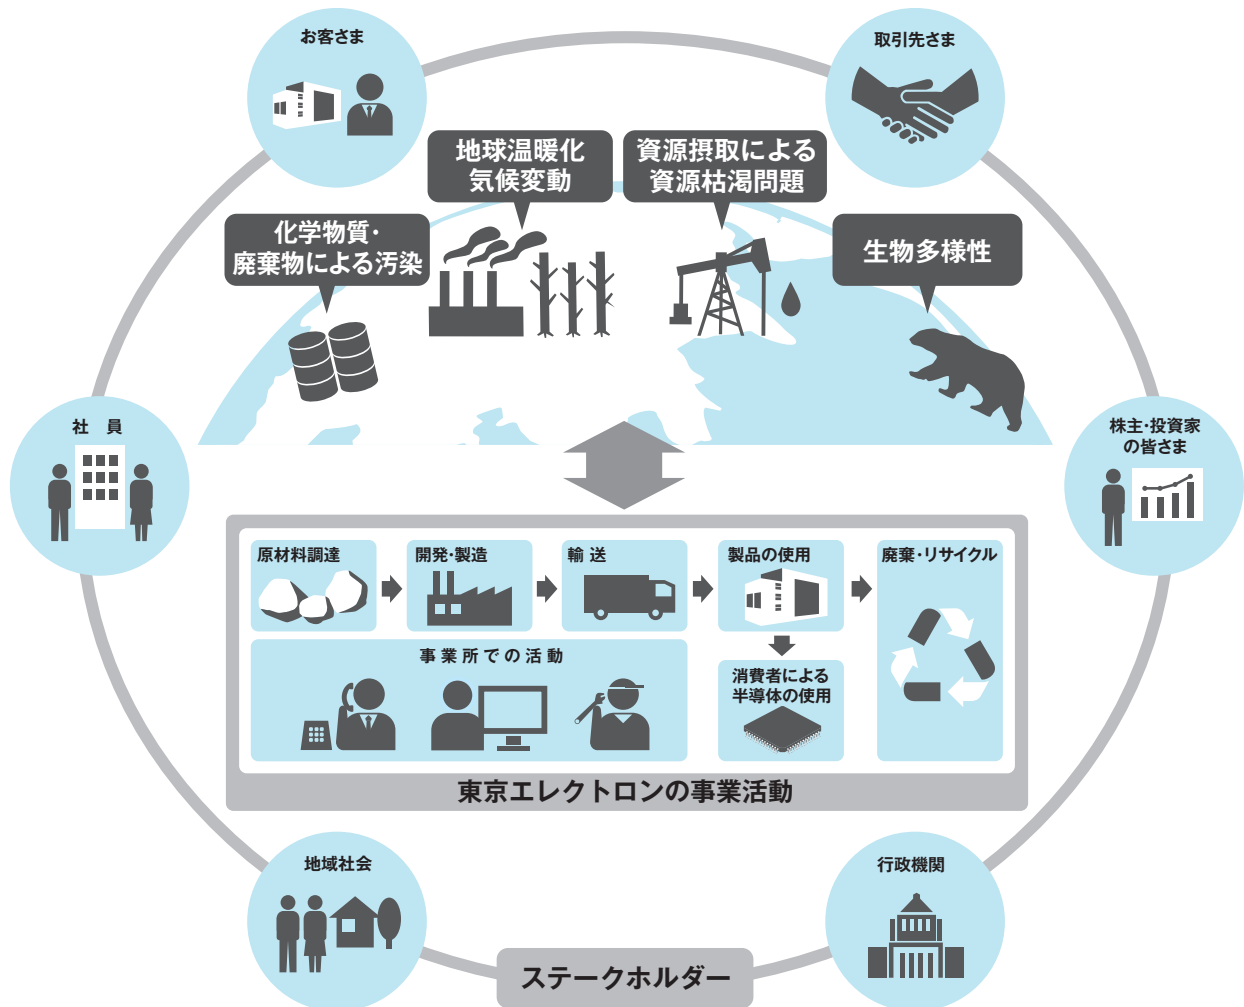 お客さま
取引先さま
地球温暖化
気候変動
資源摂取による
資源枯渇問題
化学物質・
廃棄物による汚染
生物多様性
社 員
株主・投資家
の皆さま
原材料調達
開発・製造
輸 送
製品の使用
廃棄・リサイクル
事業所での活動
消費者による
半導体の使用
東京エレクトロンの事業活動
地域社会
行政機関
ステークホルダー